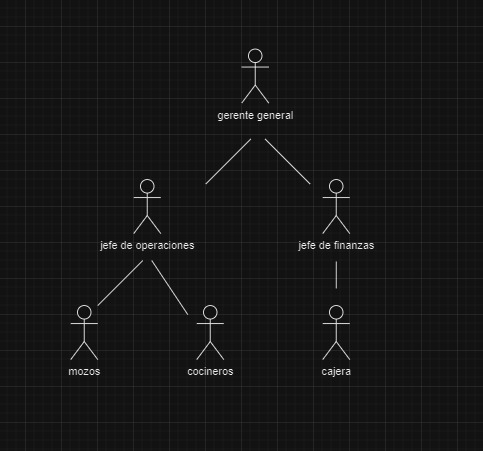 gerente general
jefe de operaciones
jefe de finanzas
mozos
cocineros
cajera